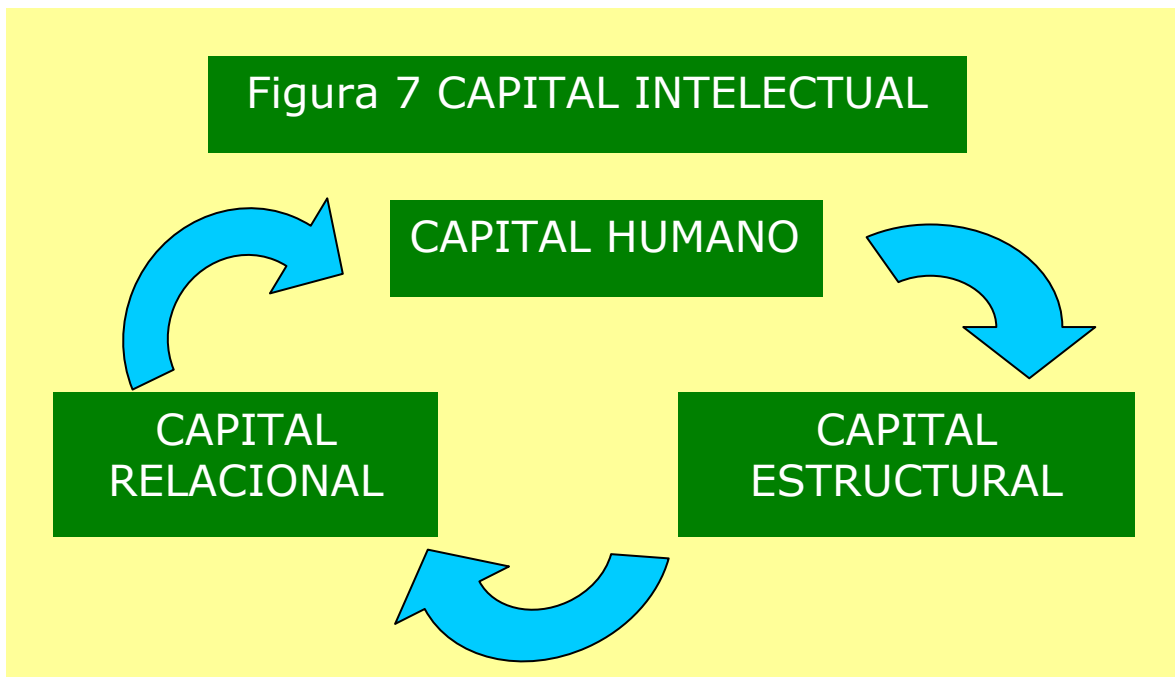 Figura 7 CAPITAL INTELECTUAL
CAPITAL HUMANO
CAPITAL
RELACIONAL
CAPITAL
ESTRUCTURAL